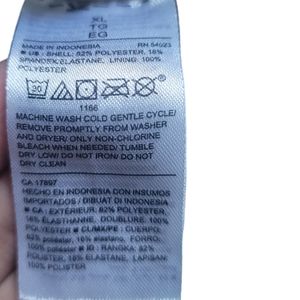 XL
TG
EG
MADE IN INDONESIA RN 54023
■ US : SHELL: 82% POLYESTER, 18%
SPANDEX/ELASTANE, LINING: 100%
POLYESTER
30
1166
MACHINE WASH COLD GENTLE CYCLE/
REMOVE PROMPTLY FROM WASHER
AND DRYER/ ONLY NON-CHLORINE
BLEACH WHEN NEEDED/ TUMBLE
DRY LOW/ DO NOT IRON/ DO NOT
DRY CLEAN
CA 17897
HECHO EN INDONESIA CON INSUMOS
IMPORTADOS / DIBUAT DI INDONESIA
■ CA : EXTÉRIEUR: 82% POLYESTER,
18% ÉLASTHANNE, DOUBLURE: 100%
POLYESTER ■ CL/MX/PE : CUERPO:
82% poliéster, 18% elastano, FORRO:
100% poliéster ■ ID : RANGKA: 82%
POLISTER, 18% ELASTAN, LAPISAN:
100% POLISTER